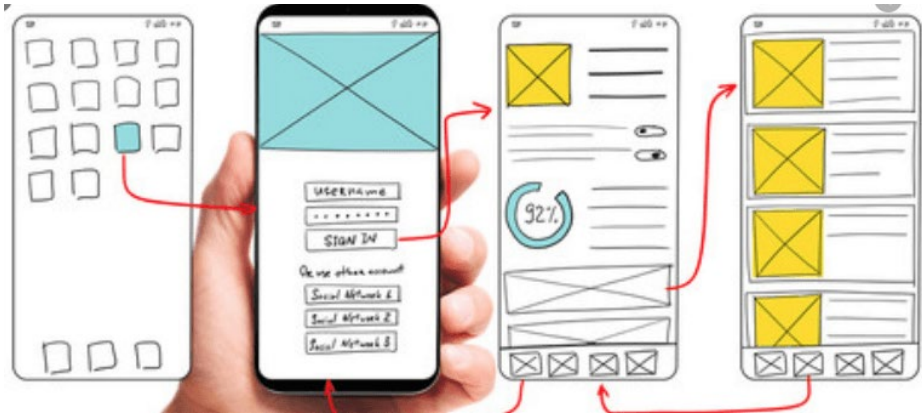 USERNAME
SIGN IN
Or use other account
Social Network 1
Social Network 2
Social Network 3
92%